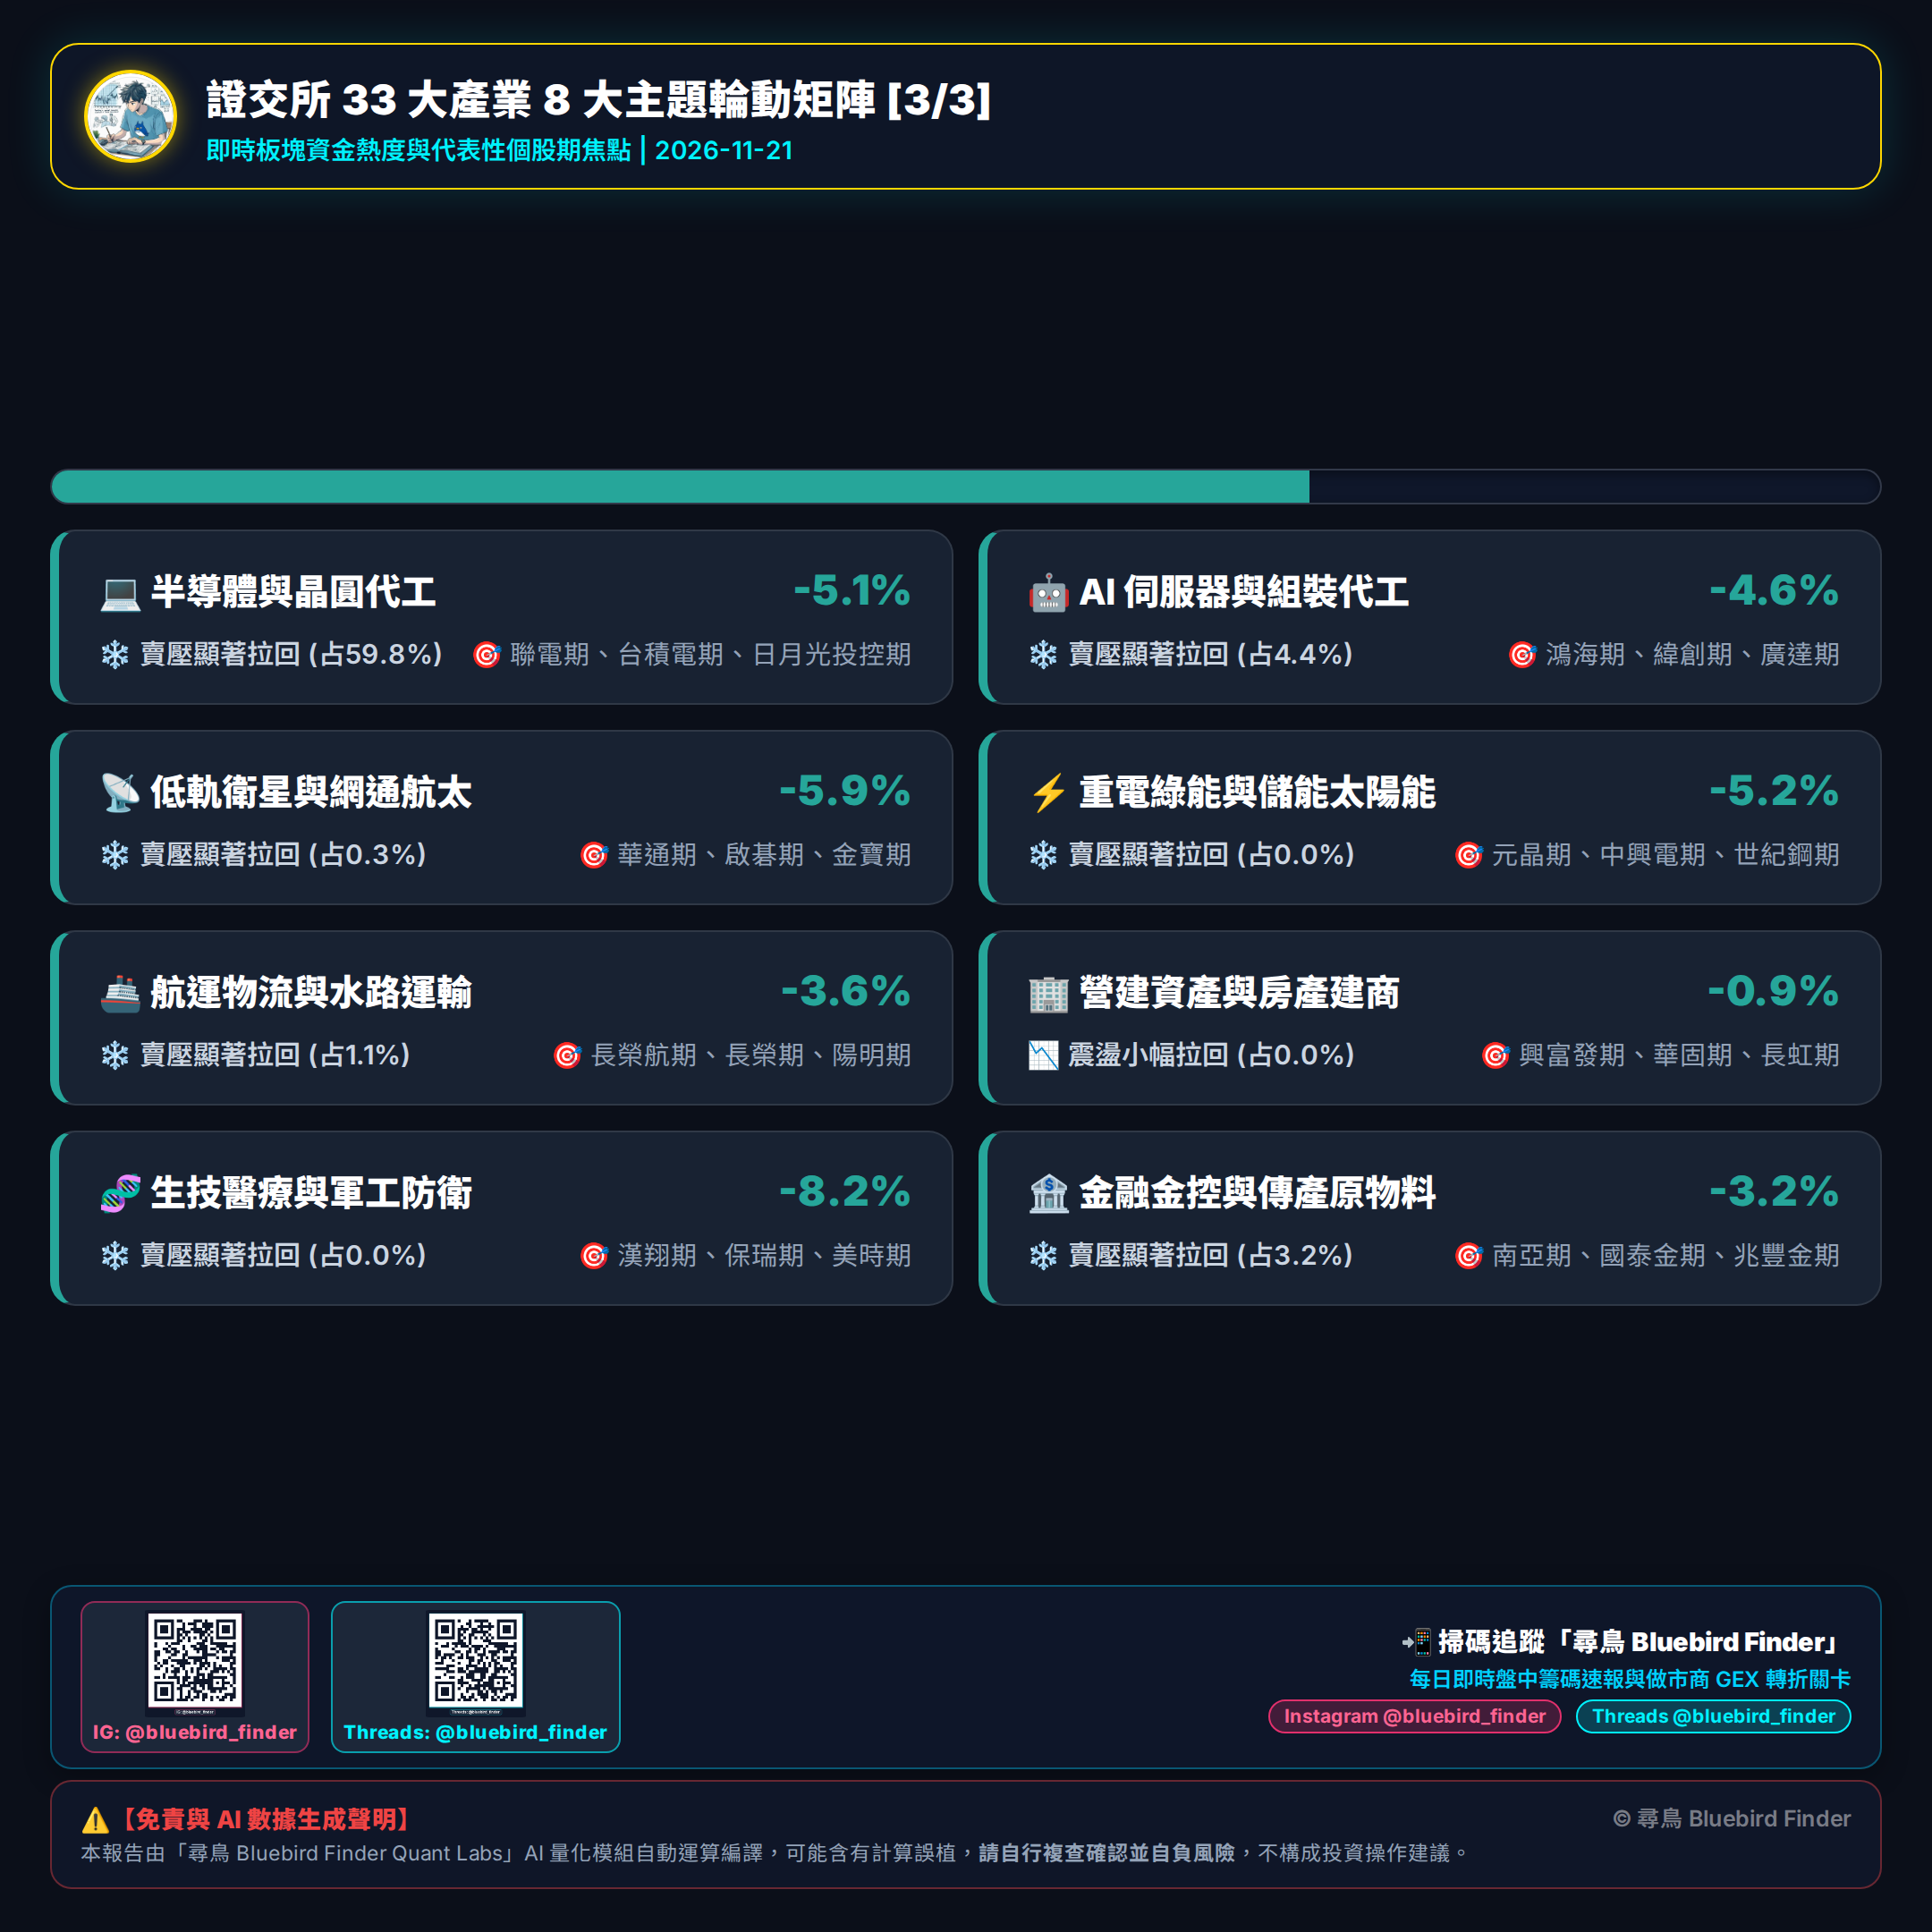 證交所 33 大產業 8 大主題輪動矩陣 [3/3]
即時板塊資金熱度與代表性個股期焦點 | 2026-11-21
💻 半導體與晶圓代工 -5.1%
❄️ 賣壓顯著拉回 (占59.8%) 🎯 聯電期、台積電期、日月光投控期
🤖 AI 伺服器與組裝代工 -4.6%
❄️ 賣壓顯著拉回 (占4.4%) 🎯 鴻海期、緯創期、廣達期
📡 低軌衛星與網通航太 -5.9%
❄️ 賣壓顯著拉回 (占0.3%) 🎯 華通期、啟碁期、金寶期
⚡ 重電綠能與儲能太陽能 -5.2%
❄️ 賣壓顯著拉回 (占0.0%) 🎯 元晶期、中興電期、世紀鋼期
🚢 航運物流與水路運輸 -3.6%
❄️ 賣壓顯著拉回 (占1.1%) 🎯 長榮航期、長榮期、陽明期
🏢 營建資產與房產建商 -0.9%
📉 震盪小幅拉回 (占0.0%) 🎯 興富發期、華固期、長虹期
🧬 生技醫療與軍工防衛 -8.2%
❄️ 賣壓顯著拉回 (占0.0%) 🎯 漢翔期、保瑞期、美時期
🏦 金融金控與傳產原物料 -3.2%
❄️ 賣壓顯著拉回 (占3.2%) 🎯 南亞期、國泰金期、兆豐金期
IG: @bluebird_finder
Threads: @bluebird_finder
IG: @bluebird_finder
Threads: @bluebird_finder
📲 掃碼追蹤「尋鳥 Bluebird Finder」
每日即時盤中籌碼速報與做市商 GEX 轉折關卡
Instagram @bluebird_finder
Threads @bluebird_finder
⚠️【免責與 AI 數據生成聲明】
© 尋鳥 Bluebird Finder
本報告由「尋鳥 Bluebird Finder Quant Labs」AI 量化模組自動運算編譯，可能含有計算誤植，請自行複查確認並自負風險，不構成投資操作建議。